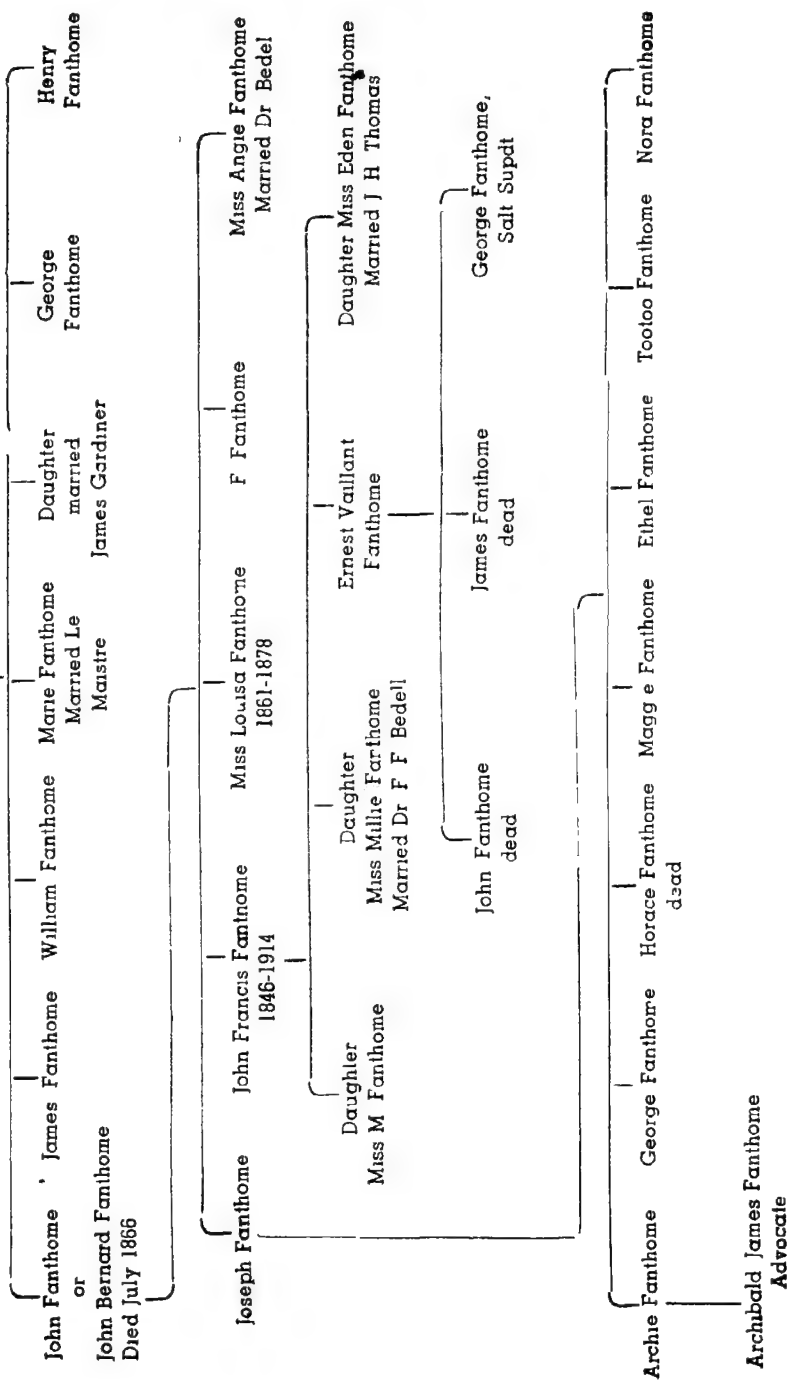 John Fanthome
or
John Bernard Fanthome
Died July 1866
James Fanthome
William Fanthome
Marie Fanthome
Married Le
Maistre
Daughter
married
James Gardiner
George
Fanthome
Henry
Fanthome
Joseph Fanthome
John Francis Fantnome
1846-1914
Miss Louisa Fanthome
1861-1878
F Fanthome
Miss Angie Fanthome
Married Dr Bedel
Daughter
Miss M Fanthome
Daughter
Miss Millie Farthome
Married Dr F F Bedell
Ernest Vaillant
Fanthome
Daughter Miss Eden Fanthome
Married J H Thomas
John Fanthome
dead
James Fanthome
dead
George Fanthome,
Salt Supdt
Archie Fanthome
George Fanthome
Horace Fanthome
dead
Magg e Fanthome
Ethel Fanthome
Tootoo Fanthome
Nora Fanthome
Archibald James Fanthome
Advocate